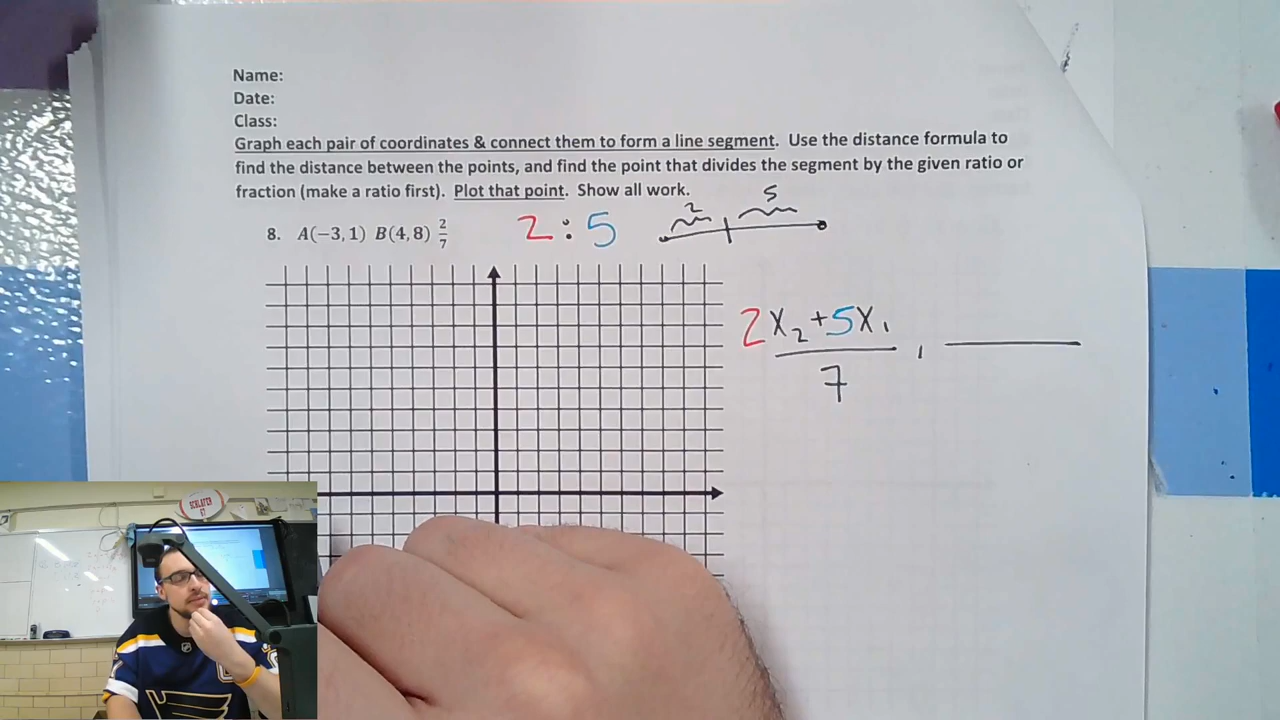 Name:
Date:
Class:
Graph each pair of coordinates & connect them to form a line segment. Use the distance formula to
find the distance between the points, and find the point that divides the segment by the given ratio or
fraction (make a ratio first). Plot that point. Show all work.
8. A(−3, 1) B(4, 8) 2/7
2 : 5
2 5
2x₂+5x₁
7
,
SCHLATER
67